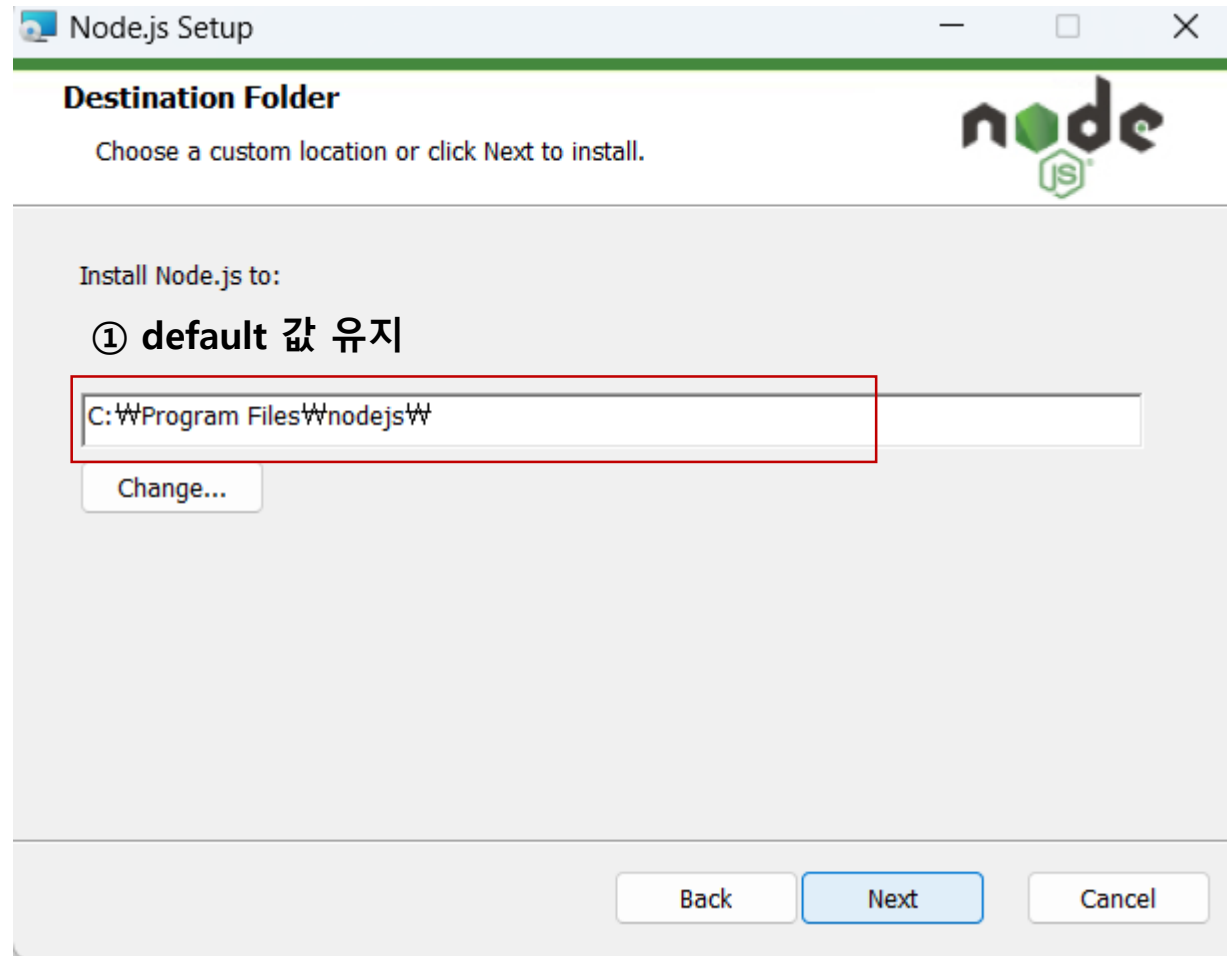 Node.js Setup
Destination Folder
Choose a custom location or click Next to install.
node
JS
Install Node.js to:
① default 값 유지
C:₩Program Files₩nodejs₩
Change...
Back
Next
Cancel